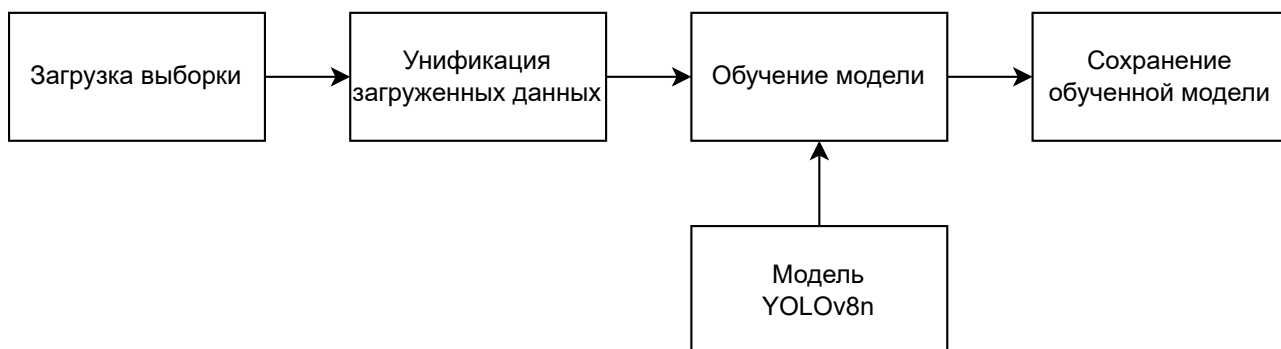 Загрузка выборки
Унификация
загруженных данных
Обучение модели
Сохранение
обученной модели
Модель
YOLOv8n